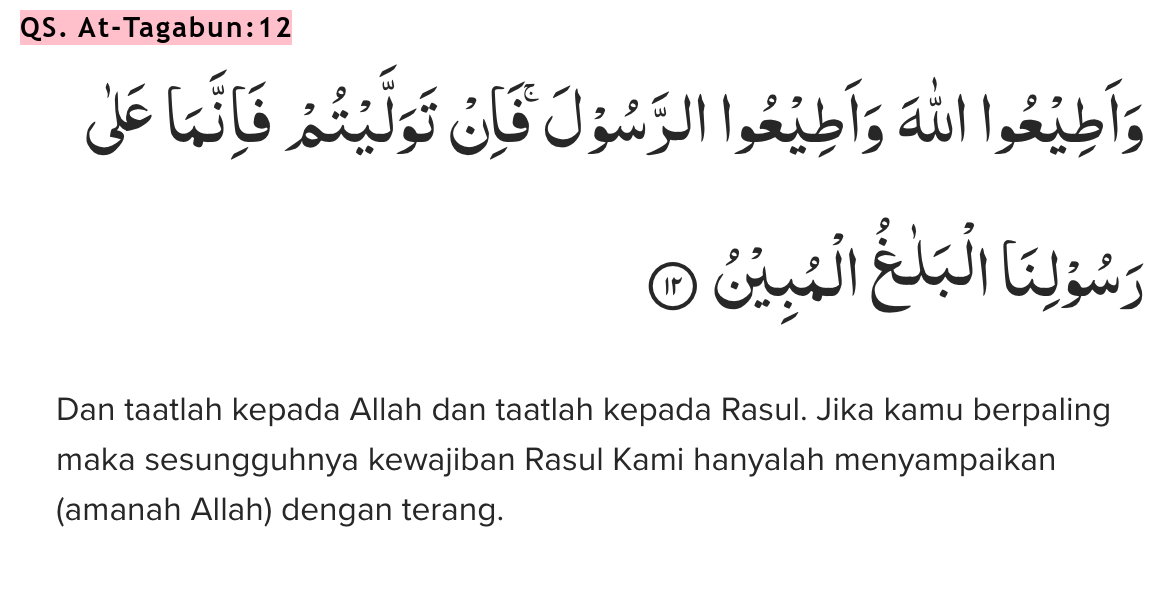 QS. At-Tagabun:12
وَاَطِيْعُوا اللّٰهَ وَاَطِيْعُوا الرَّسُوْلَۚ فَاِنْ تَوَلَّيْتُمْ فَاِنَّمَا عَلٰى
رَسُوْلِنَا الْبَلٰغُ الْمُبِيْنُ ١٢
Dan taatlah kepada Allah dan taatlah kepada Rasul. Jika kamu berpaling
maka sesungguhnya kewajiban Rasul Kami hanyalah menyampaikan
(amanah Allah) dengan terang.